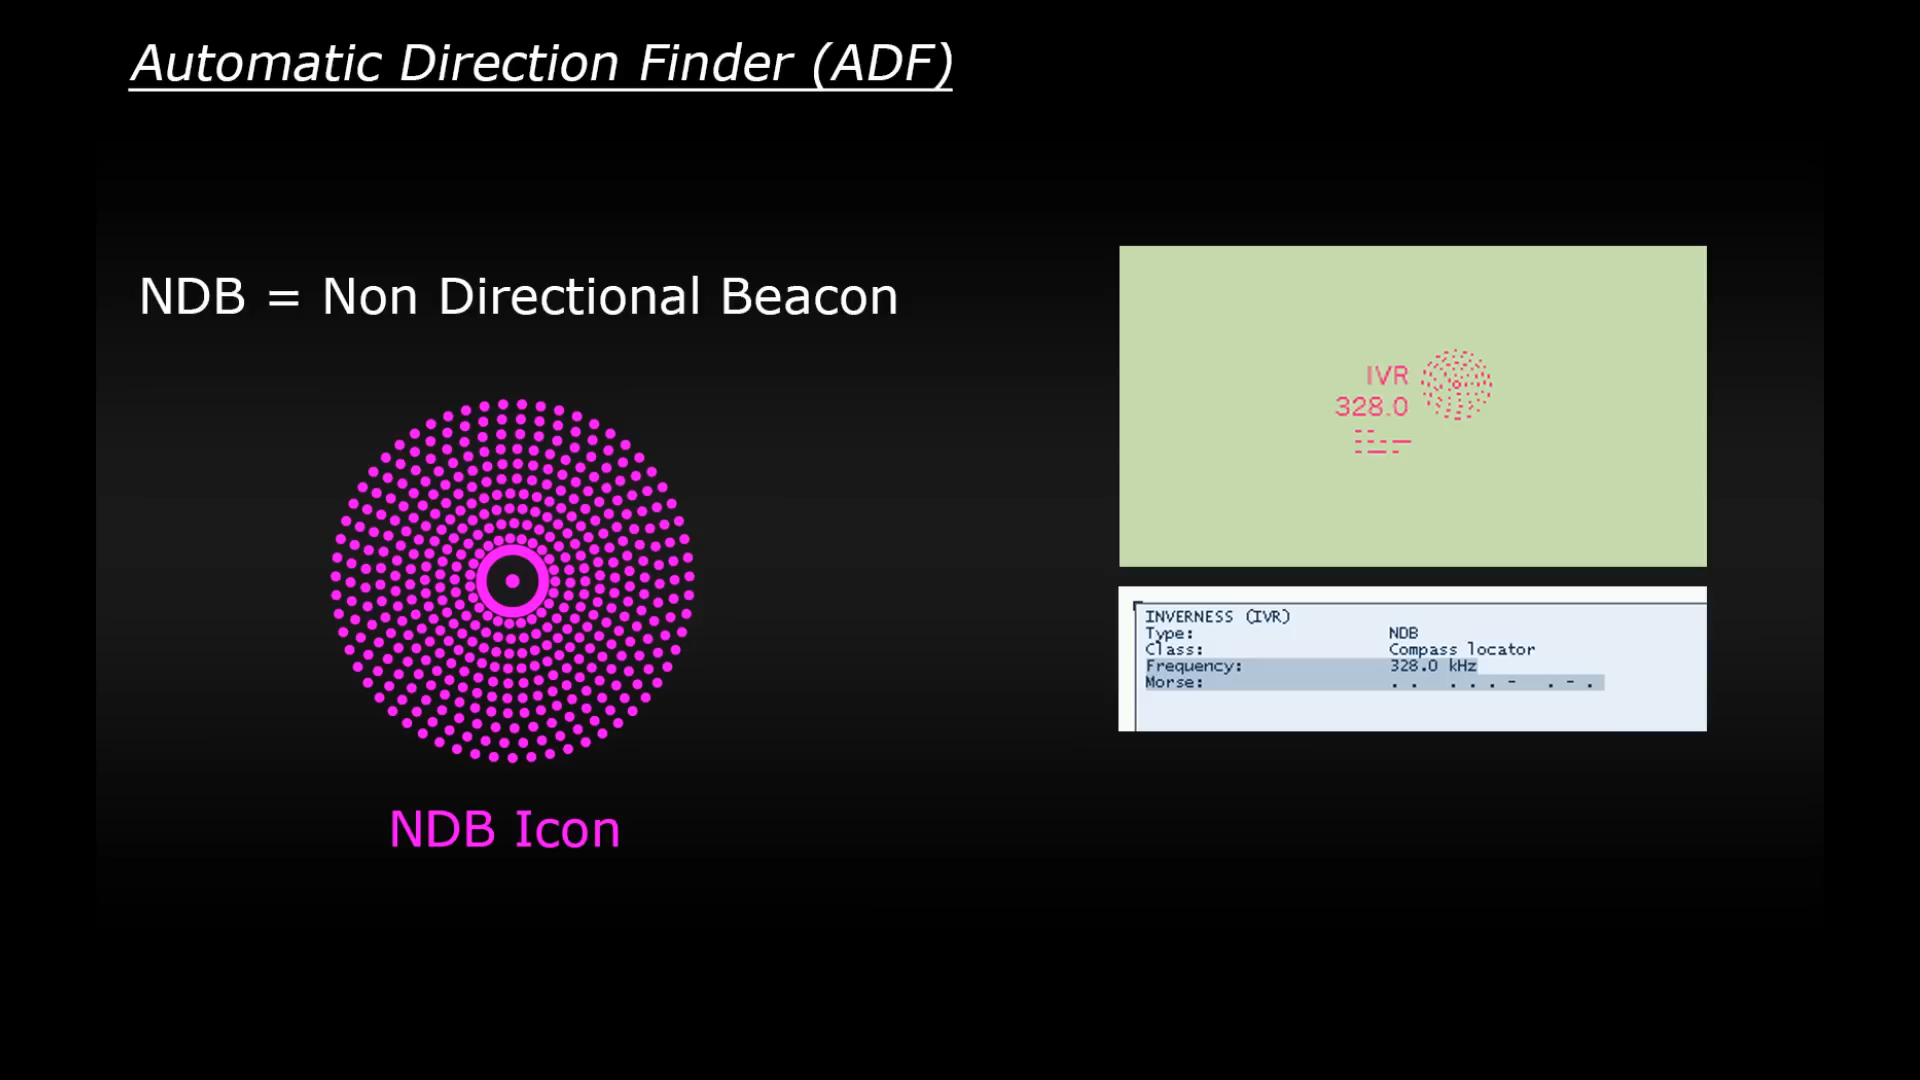 Automatic Direction Finder (ADF)
NDB = Non Directional Beacon
NDB Icon
IVR
328.0
INVERNESS (IVR)
Type: NDB
Class: Compass locator
Frequency: 328.0 kHz
Morse: . . . . . - . - .